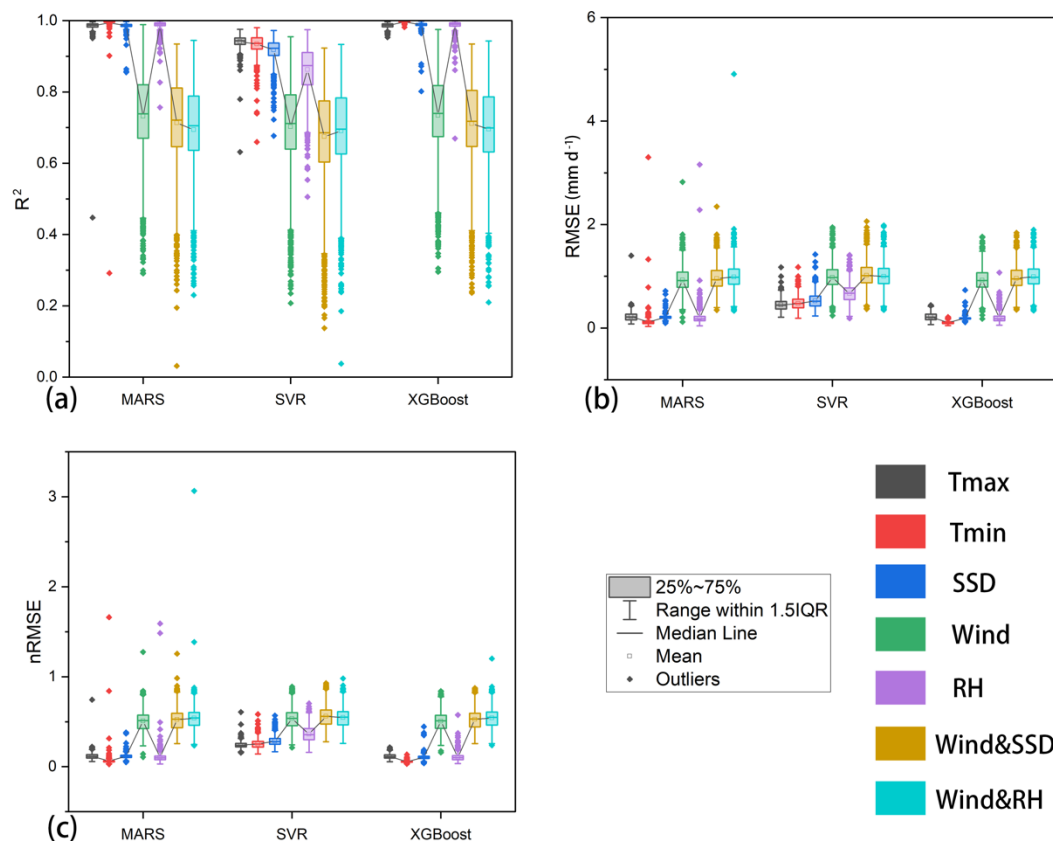 1.0
0.8
0.6
0.4
0.2
0.0
R²
MARS
SVR
XGBoost
(a)
6
4
2
0
RMSE (mm d⁻¹)
MARS
SVR
XGBoost
(b)
3
2
1
0
nRMSE
MARS
SVR
XGBoost
(c)
25%~75%
Range within 1.5IQR
Median Line
Mean
Outliers
Tmax
Tmin
SSD
Wind
RH
Wind&SSD
Wind&RH